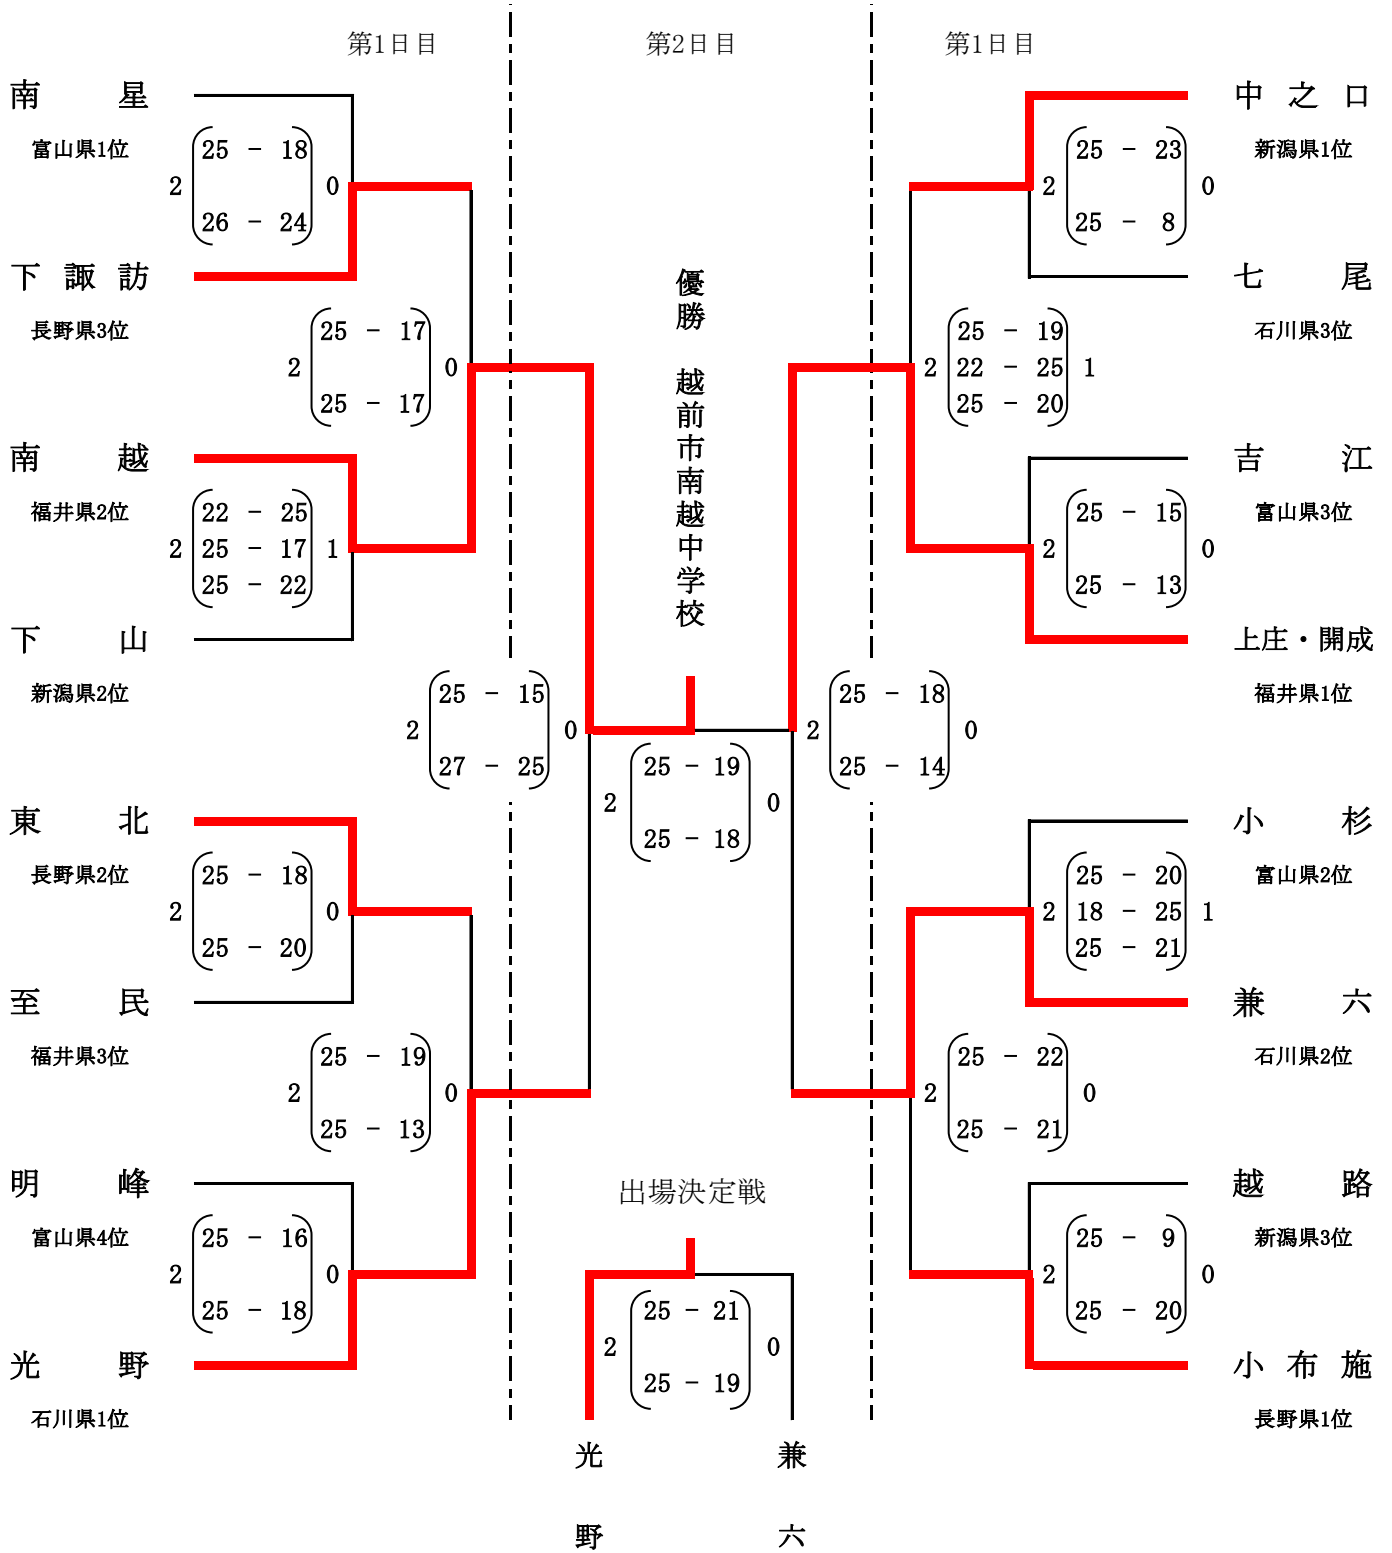 第1日目
第2日目
第1日目
南星
富山県1位
2 25 － 18 0
26 － 24
下諏訪
長野県3位
2 25 － 17 0
25 － 17
南越
福井県2位
22 － 25
2 25 － 17 1
25 － 22
下山
新潟県2位
2 25 － 15 0
27 － 25
東北
長野県2位
2 25 － 18 0
25 － 20
至民
福井県3位
2 25 － 19 0
25 － 13
明峰
富山県4位
2 25 － 16 0
25 － 18
光野
石川県1位
優勝 越前市南越中学校
2 25 － 19 0
25 － 18
出場決定戦
2 25 － 21 0
25 － 19
光野
兼六
中之口
新潟県1位
2 25 － 23 0
25 － 8
七尾
石川県3位
25 － 19
2 22 － 25 1
25 － 20
吉江
富山県3位
2 25 － 15 0
25 － 13
上庄・開成
福井県1位
2 25 － 18 0
25 － 14
小杉
富山県2位
25 － 20
2 18 － 25 1
25 － 21
兼六
石川県2位
2 25 － 22 0
25 － 21
越路
新潟県3位
2 25 － 9 0
25 － 20
小布施
長野県1位